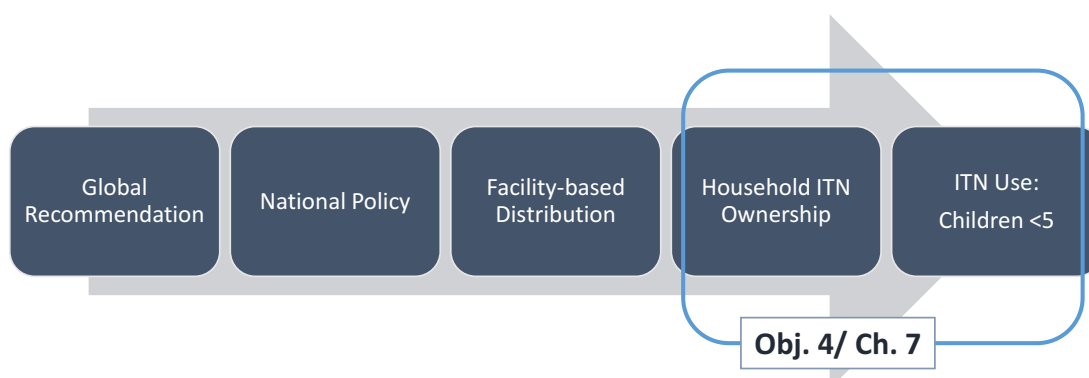 Global
Recommendation
National Policy
Facility-based
Distribution
Household ITN
Ownership
ITN Use:
Children <5
Obj. 4/ Ch. 7